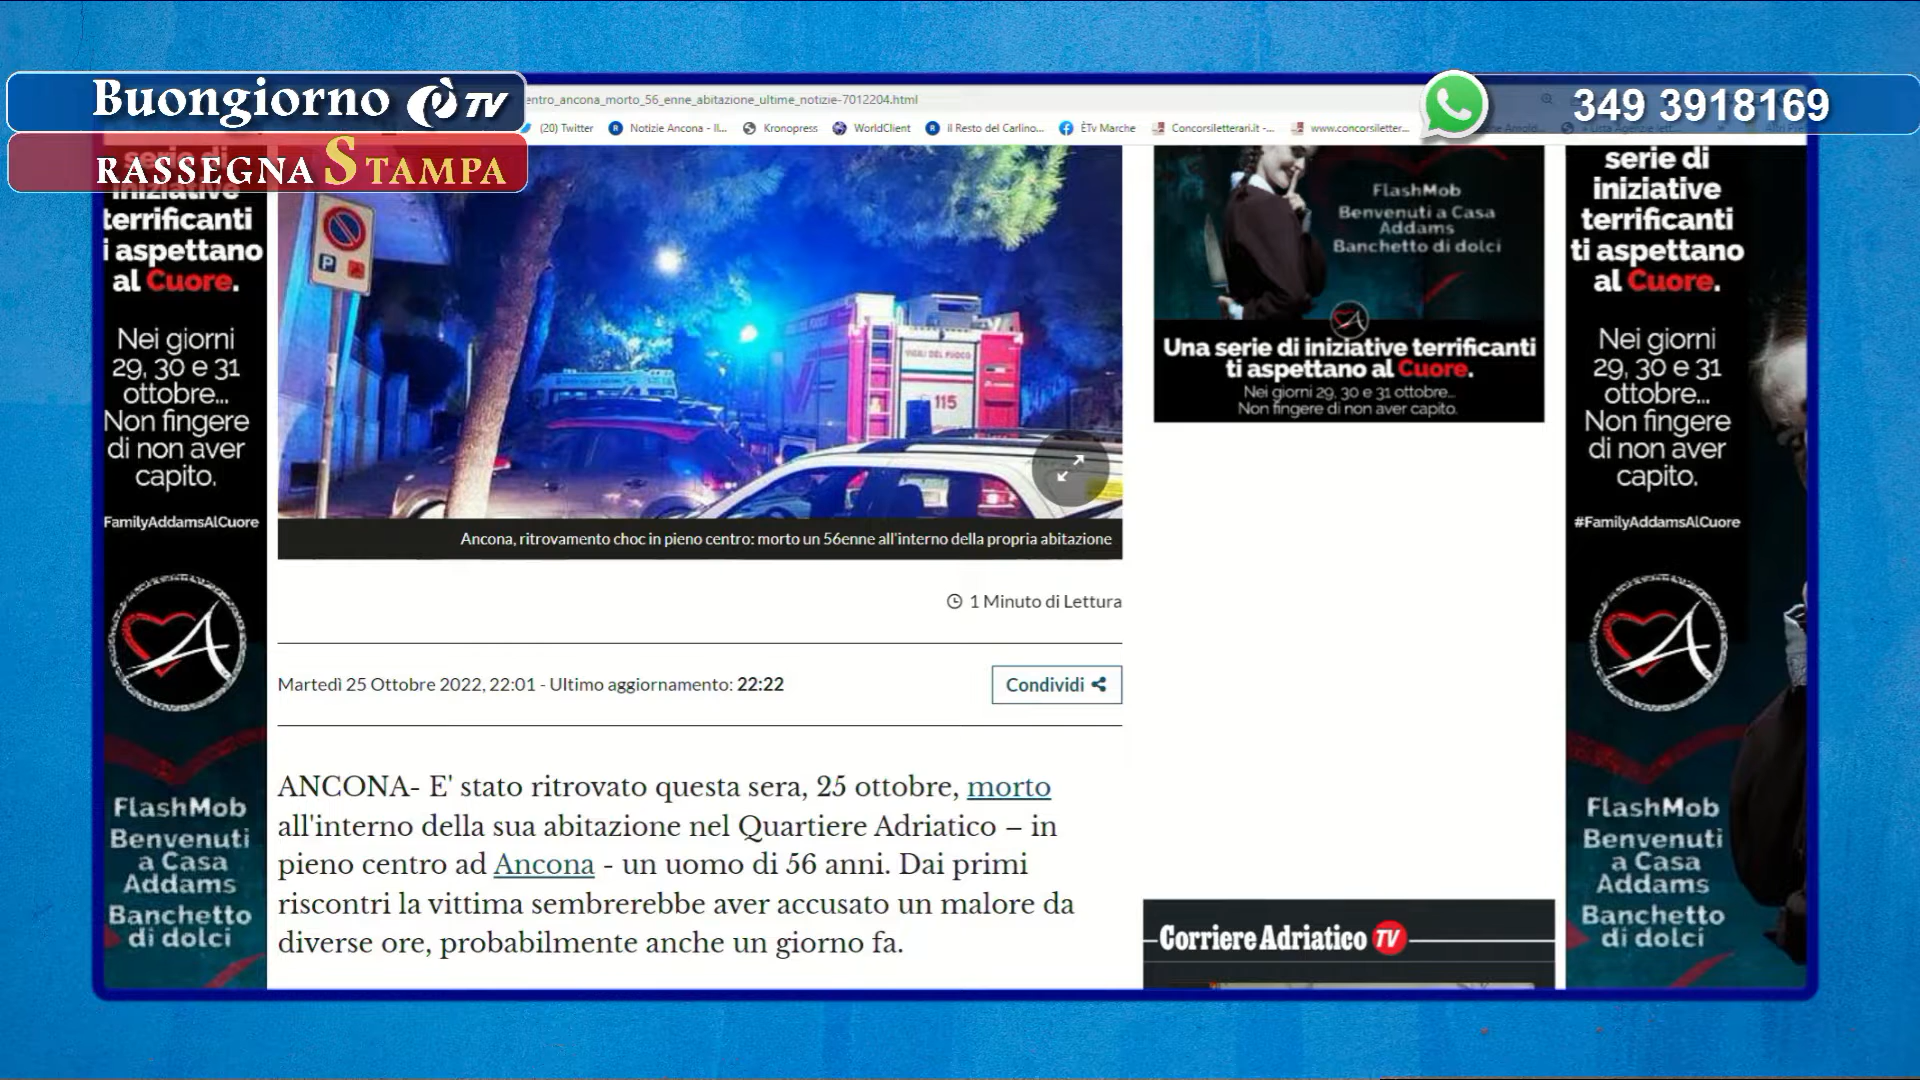 Buongiorno è TV
RASSEGNA STAMPA
349 3918169
entro_ancona_morto_56_enne_abitazione_ultime_notizie-7012204.html
(20) Twitter
Notizie Ancona - Il...
Kronopress
WorldClient
il Resto del Carlino...
ÈTv Marche
Concorsiletterari.it -...
www.concorsiletter...
serie di
iniziative
terrificanti
i aspettano
al Cuore.
Nei giorni
29, 30 e 31
ottobre...
Non fingere
di non aver
capito.
FamilyAddamsAlCuore
A
FlashMob
Benvenuti
a Casa
Addams
Banchetto
di dolci
P
VIGILI DEL FUOCO
115
Ancona, ritrovamento choc in pieno centro: morto un 56enne all'interno della propria abitazione
1 Minuto di Lettura
Martedì 25 Ottobre 2022, 22:01 - Ultimo aggiornamento: 22:22
Condividi
ANCONA- E' stato ritrovato questa sera, 25 ottobre, morto
all'interno della sua abitazione nel Quartiere Adriatico – in
pieno centro ad Ancona - un uomo di 56 anni. Dai primi
riscontri la vittima sembrerebbe aver accusato un malore da
diverse ore, probabilmente anche un giorno fa.
FlashMob
Benvenuti a Casa
Addams
Banchetto di dolci
A
Una serie di iniziative terrificanti
ti aspettano al Cuore.
Nei giorni 29, 30 e 31 ottobre...
Non fingere di non aver capito.
Corriere Adriatico TV
serie di
iniziative
terrificanti
ti aspettano
al Cuore.
Nei giorni
29, 30 e 31
ottobre...
Non fingere
di non aver
capito.
#FamilyAddamsAlCuore
A
FlashMob
Benvenuti
a Casa
Addams
Banchetto
di dolci